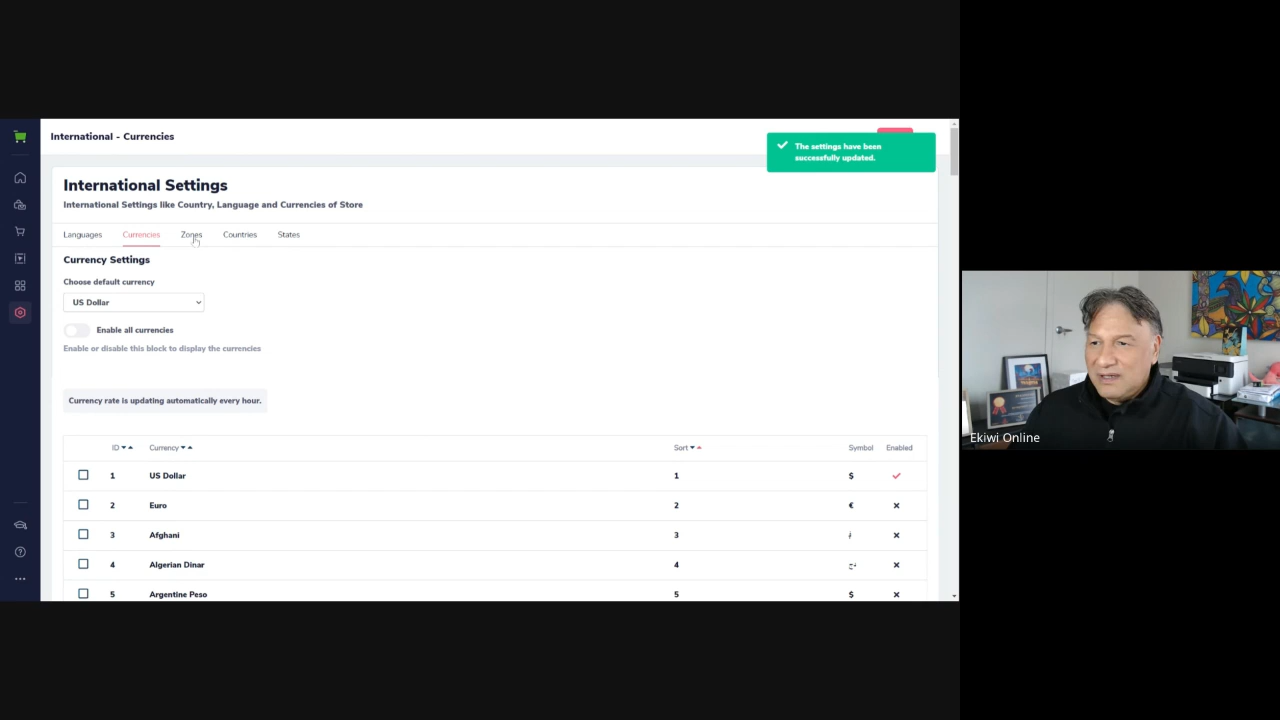 International - Currencies
The settings have been
successfully updated.
International Settings
International Settings like Country, Language and Currencies of Store
Languages Currencies Zones Countries States
Currency Settings
Choose default currency
US Dollar
Enable all currencies
Enable or disable this block to display the currencies
Currency rate is updating automatically every hour.
ID Currency Sort Symbol Enabled
1 US Dollar 1 $
2 Euro 2 €
3 Afghani 3
4 Algerian Dinar 4
5 Argentine Peso 5 $
Ekiwi Online